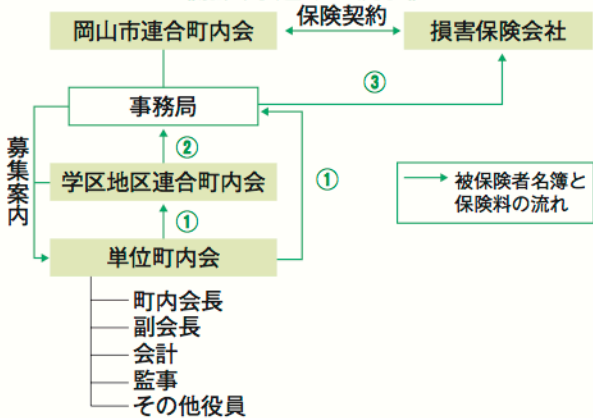 岡山市連合町内会
保険契約
損害保険会社
事務局
③
募集案内
②
学区地区連合町内会
①
①
被保険者名簿と
保険料の流れ
単位町内会
町内会長
副会長
会計
監事
その他役員